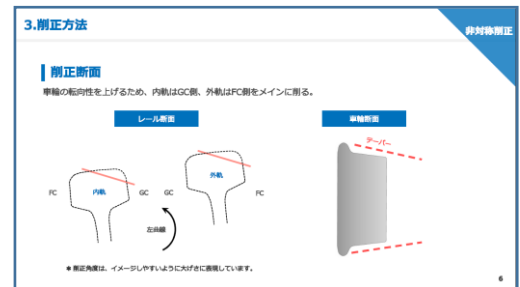 3.削正方法
非対称削正
削正断面
車輪の転向性を上げるため、内軌はGC側、外軌はFC側をメインに削る。
レール断面
車輪断面
テーパー
外軌
内軌
FC
GC
GC
FC
左曲線
＊削正角度は、イメージしやすいように大げさに表現しています。
6